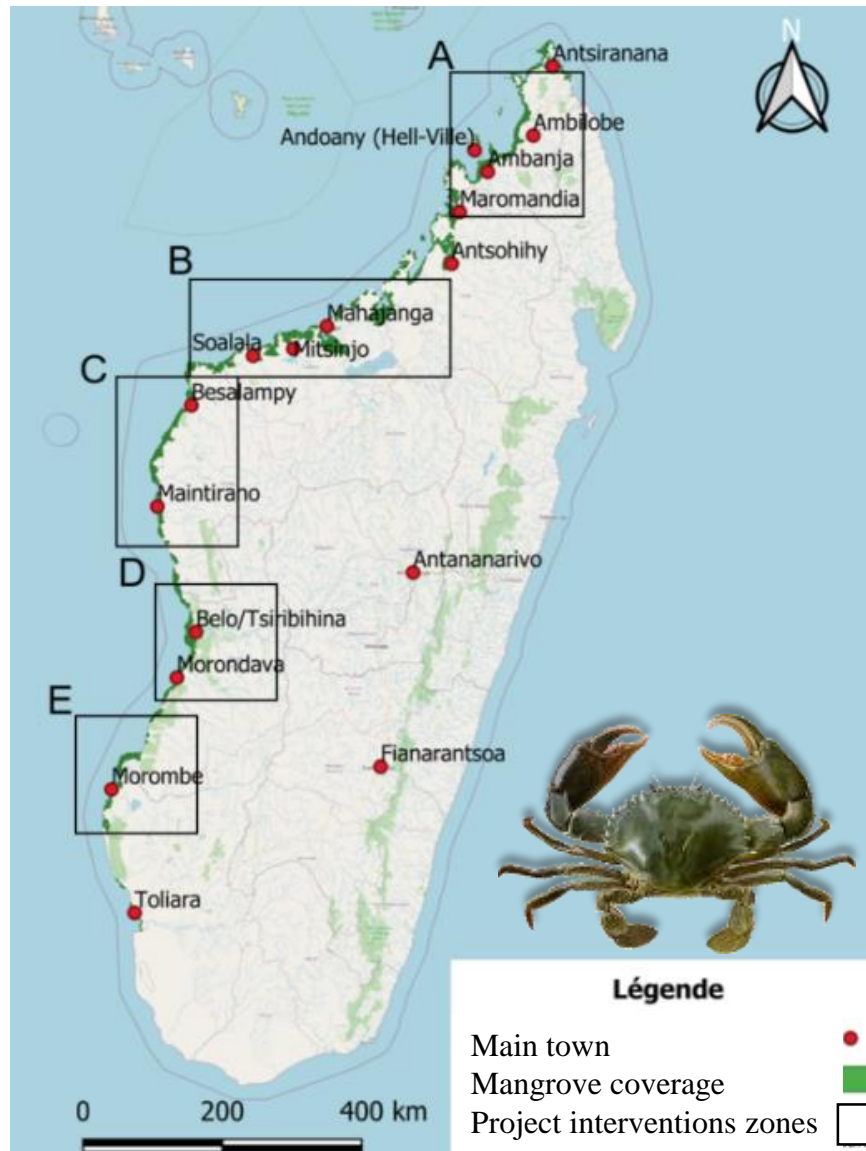 N
A
Antsiranana
Ambilobe
Andoany (Hell-Ville)
Ambanja
Maromandia
Antsohihy
B
Mahajanga
Soalala
Mitsinjo
C
Besalampy
Maintirano
Antananarivo
D
Belo/Tsiribihina
Morondava
E
Fianarantsoa
Morombe
Toliara
Légende
Main town
Mangrove coverage
Project interventions zones
0 200 400 km